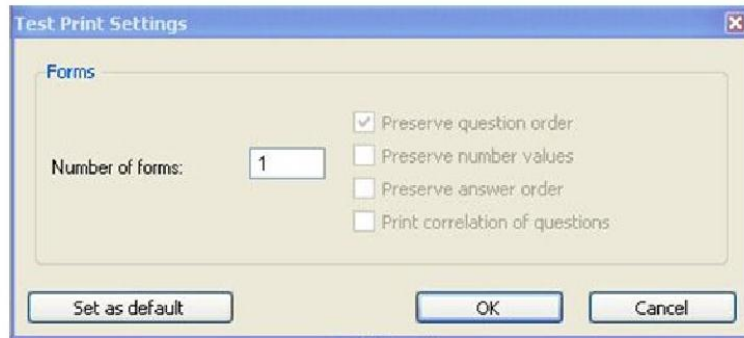 Test Print Settings
Forms
Number of forms:
1
Preserve question order
Preserve number values
Preserve answer order
Print correlation of questions
Set as default
OK
Cancel